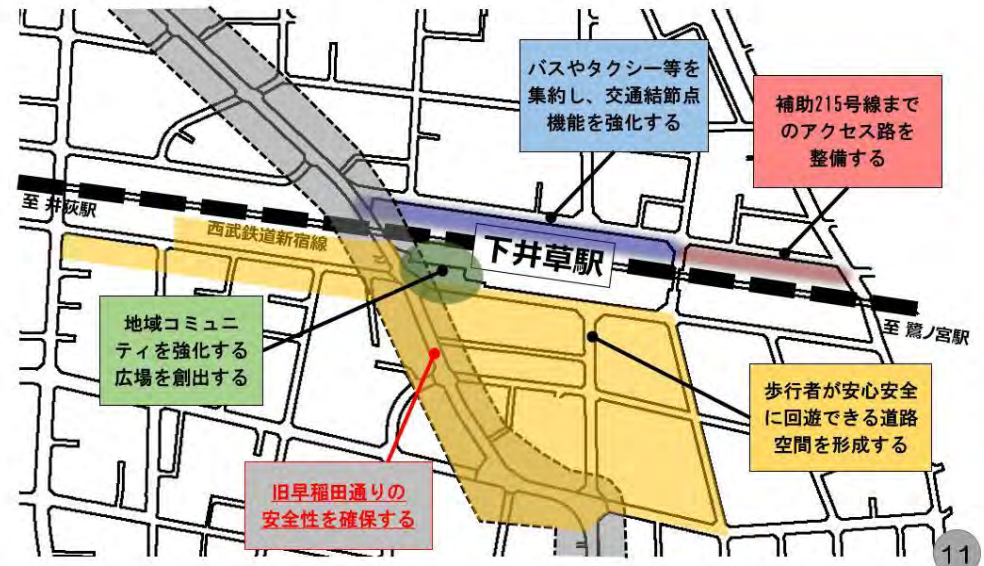 バスやタクシー等を
集約し、交通結節点
機能を強化する
補助215号線まで
のアクセス路を
整備する
至 井荻駅
西武鉄道新宿線
下井草駅
至 鷺ノ宮駅
地域コミュニ
ティを強化する
広場を創出する
歩行者が安心安全
に回遊できる道路
空間を形成する
旧早稲田通りの
安全性を確保する
11